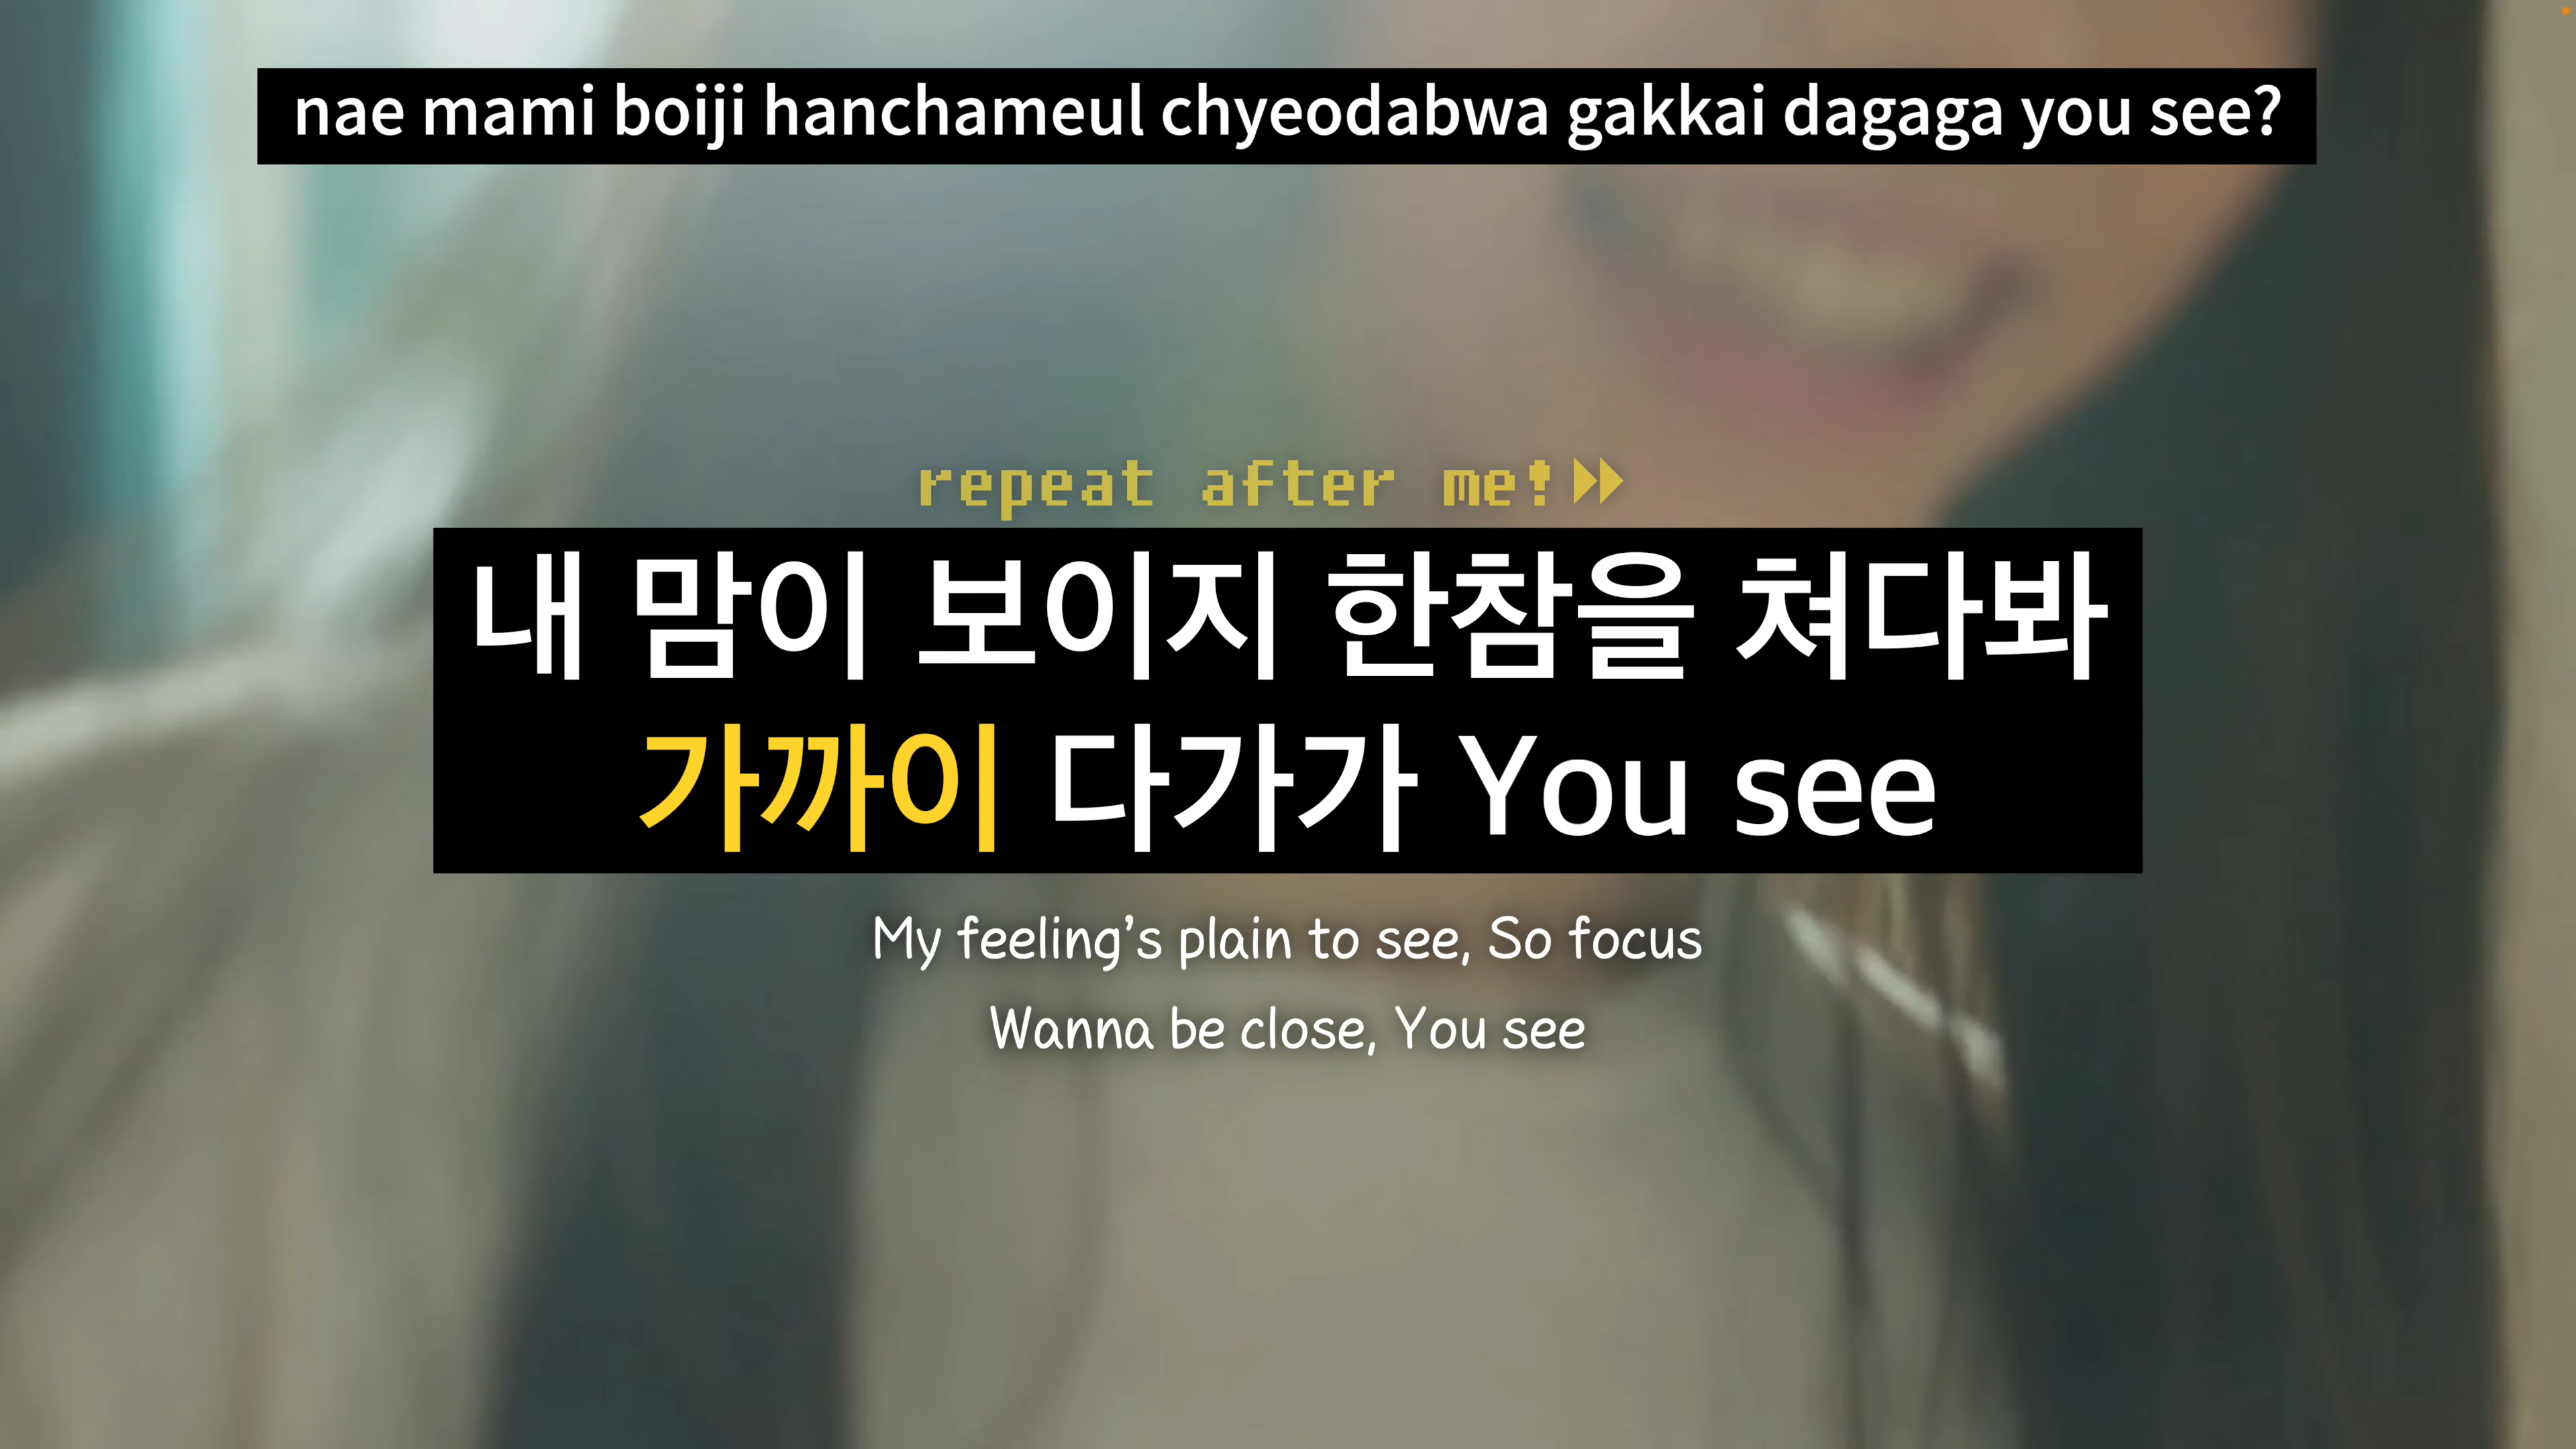 nae mami boiji hanchameul chyeodabwa gakkai dagaga you see?
repeat after me!
내 맘이 보이지 한참을 쳐다봐
가까이 다가가 You see
My feeling’s plain to see, So focus
Wanna be close, You see